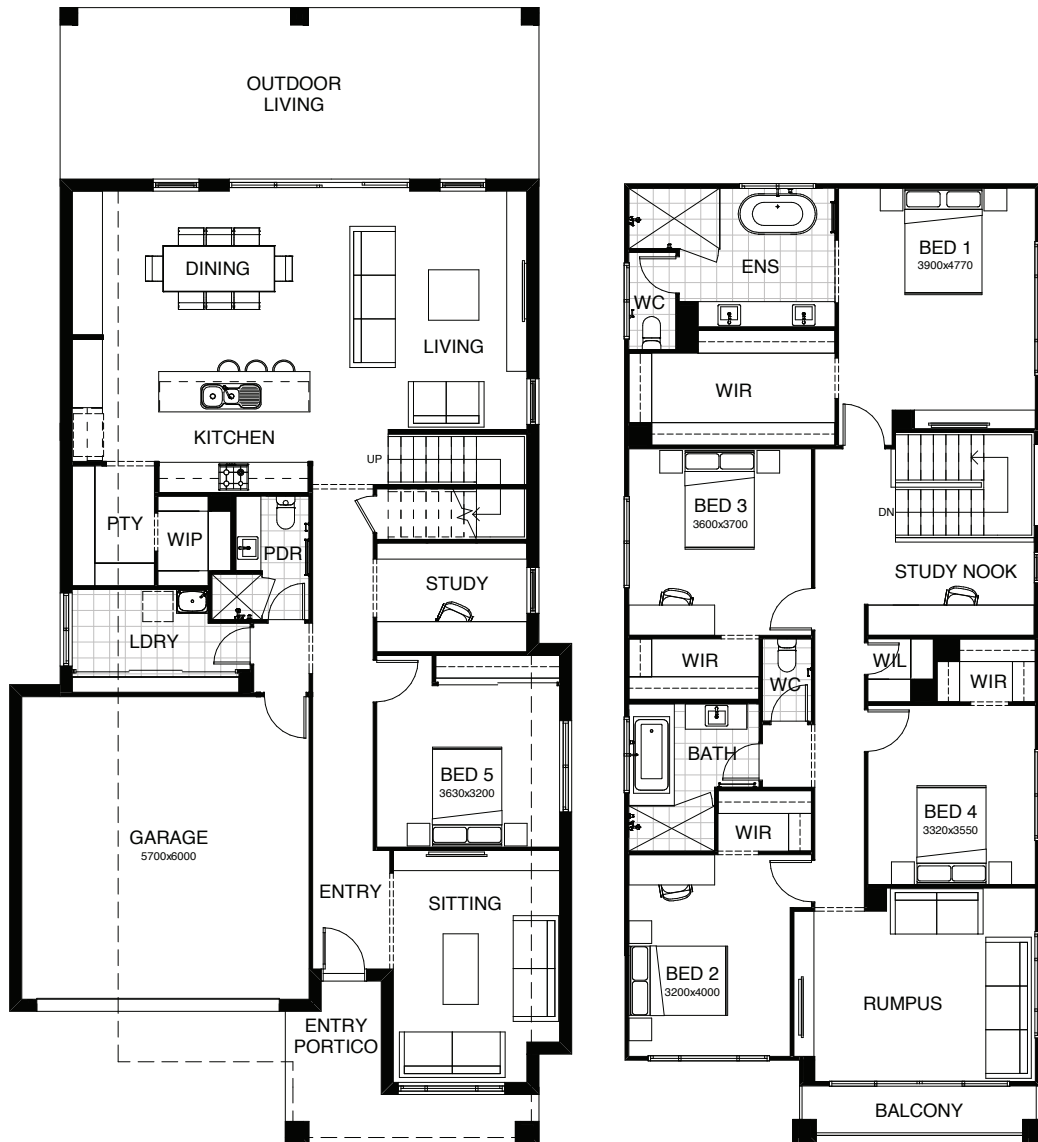 OUTDOOR
LIVING
DINING
LIVING
KITCHEN
UP
PTY
WIP
PDR
STUDY
LDRY
BED 5
3630x3200
GARAGE
5700x6000
ENTRY
SITTING
ENTRY
PORTICO
BED 1
3900x4770
ENS
WC
WIR
BED 3
3600x3700
DN
STUDY NOOK
WIR
WC
WIL
WIR
BATH
WIR
BED 4
3320x3550
BED 2
3200x4000
RUMPUS
BALCONY